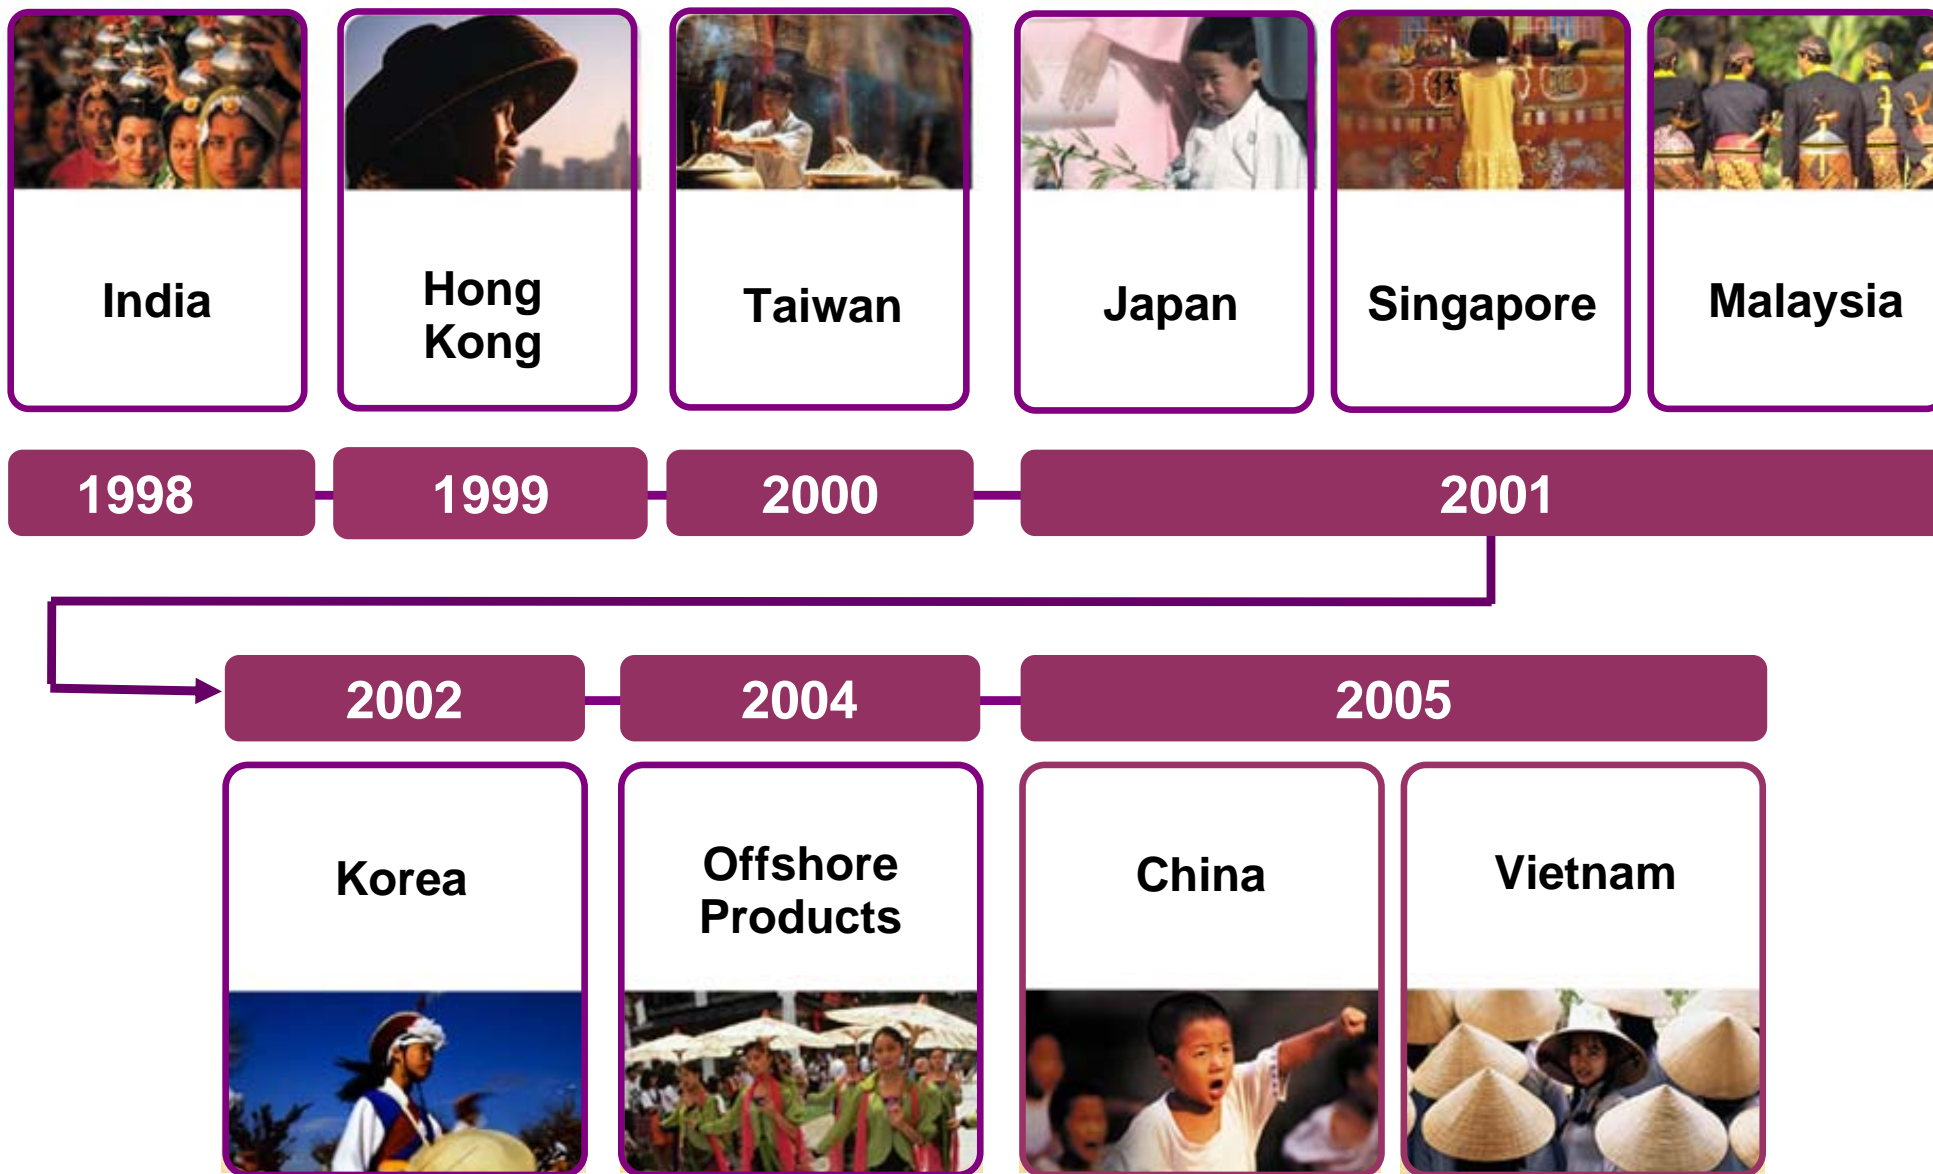 India
Hong
Kong
Taiwan
Japan
Singapore
Malaysia
1998
1999
2000
2001
2002
2004
2005
Korea
Offshore
Products
China
Vietnam